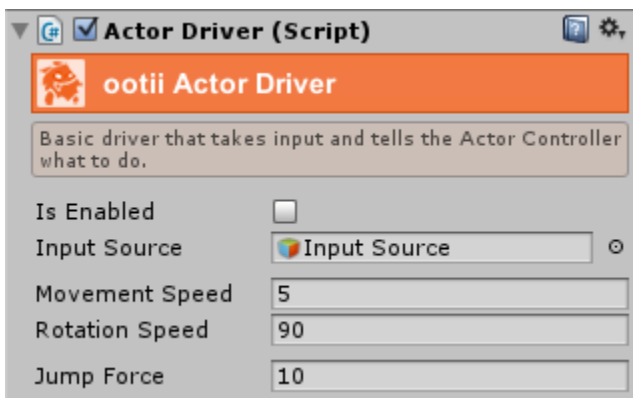 Actor Driver (Script)
ootii Actor Driver
Basic driver that takes input and tells the Actor Controller
what to do.
Is Enabled
Input Source Input Source
Movement Speed 5
Rotation Speed 90
Jump Force 10